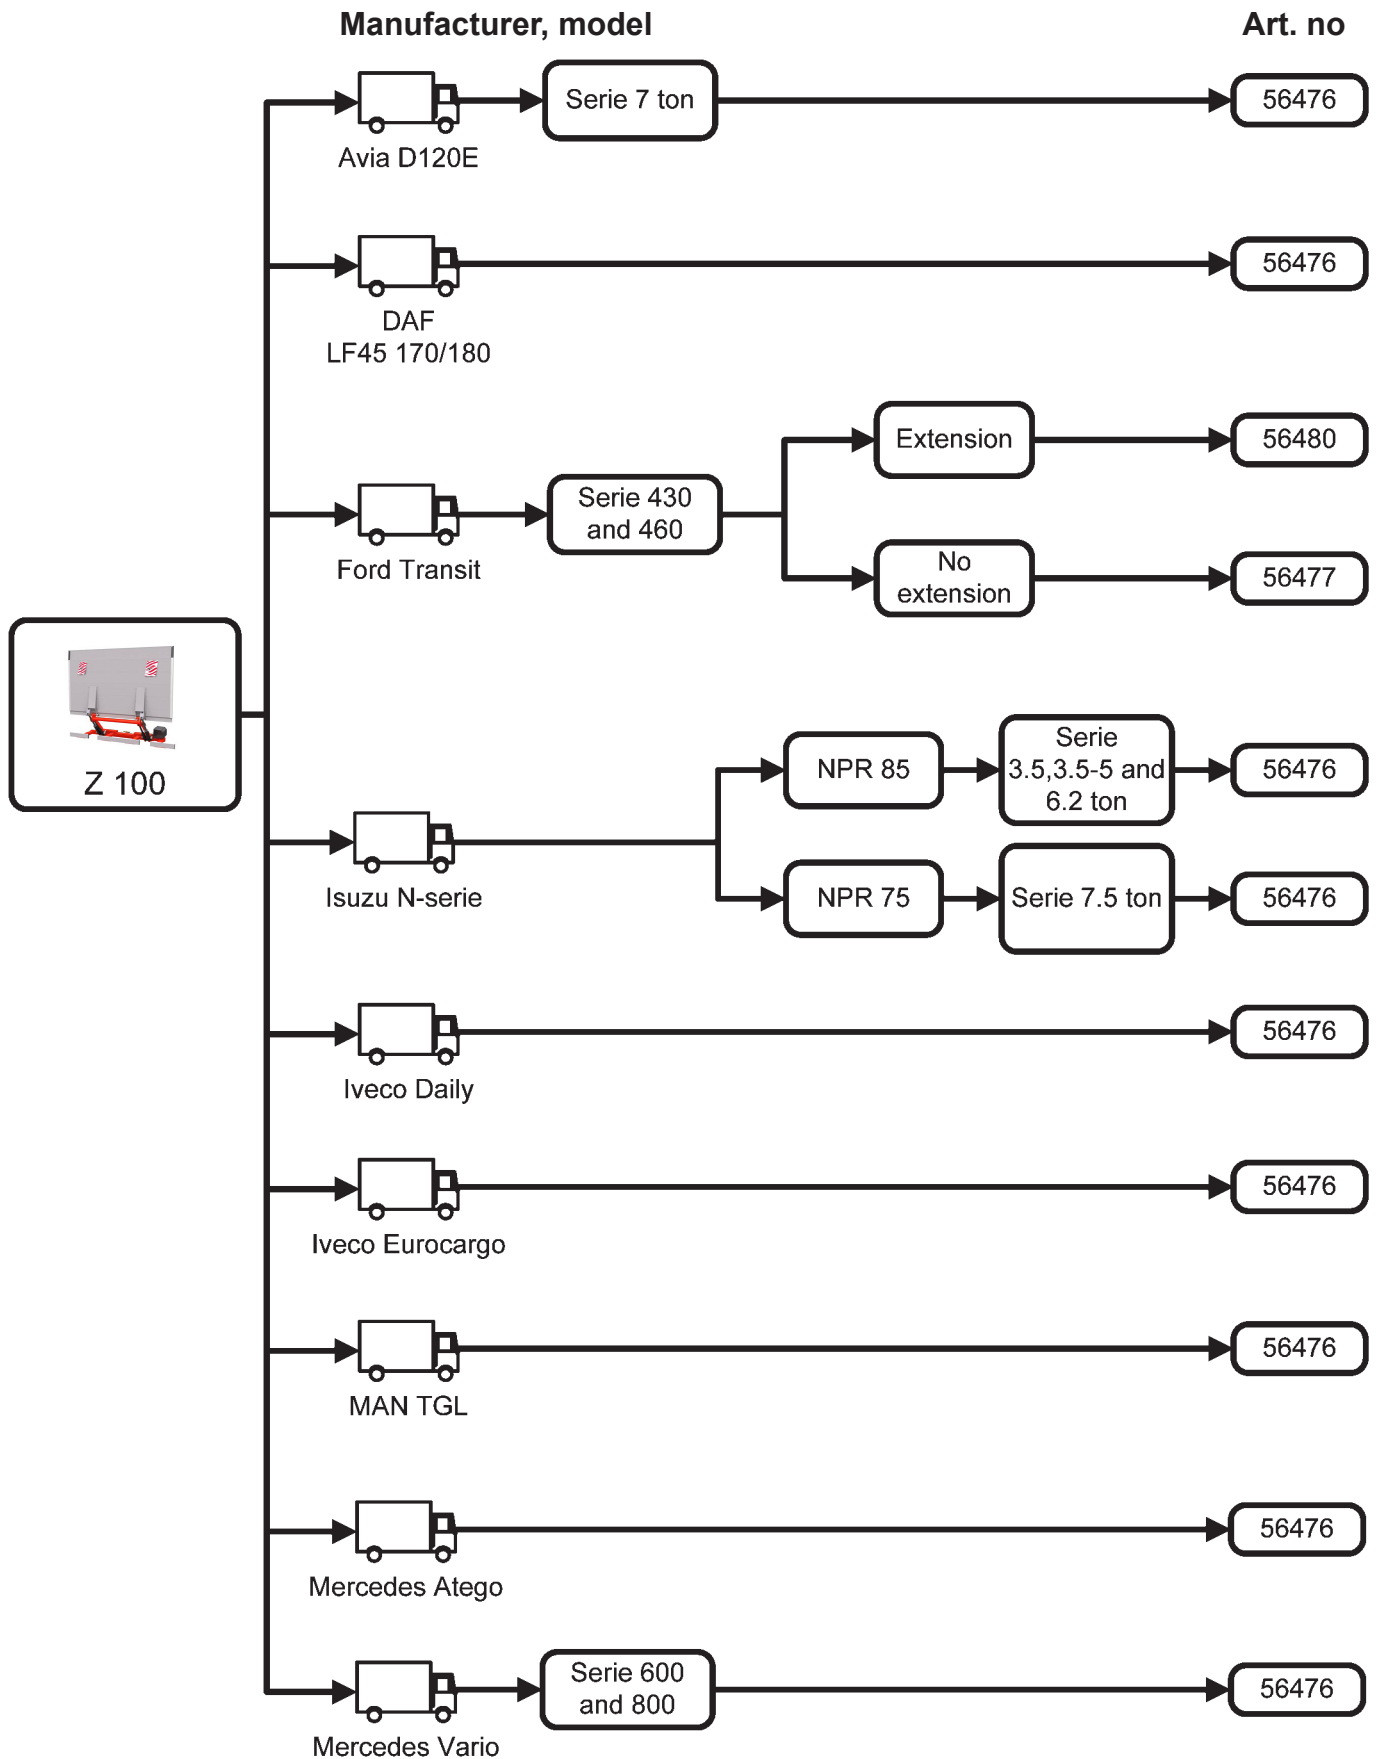 Manufacturer, model
Art. no
Serie 7 ton
56476
Avia D120E
56476
DAF
LF45 170/180
Extension
56480
Serie 430
and 460
Ford Transit
No
extension
56477
Z 100
NPR 85
Serie
3.5,3.5-5 and
6.2 ton
56476
Isuzu N-serie
NPR 75
Serie 7.5 ton
56476
56476
Iveco Daily
56476
Iveco Eurocargo
56476
MAN TGL
56476
Mercedes Atego
Serie 600
and 800
56476
Mercedes Vario